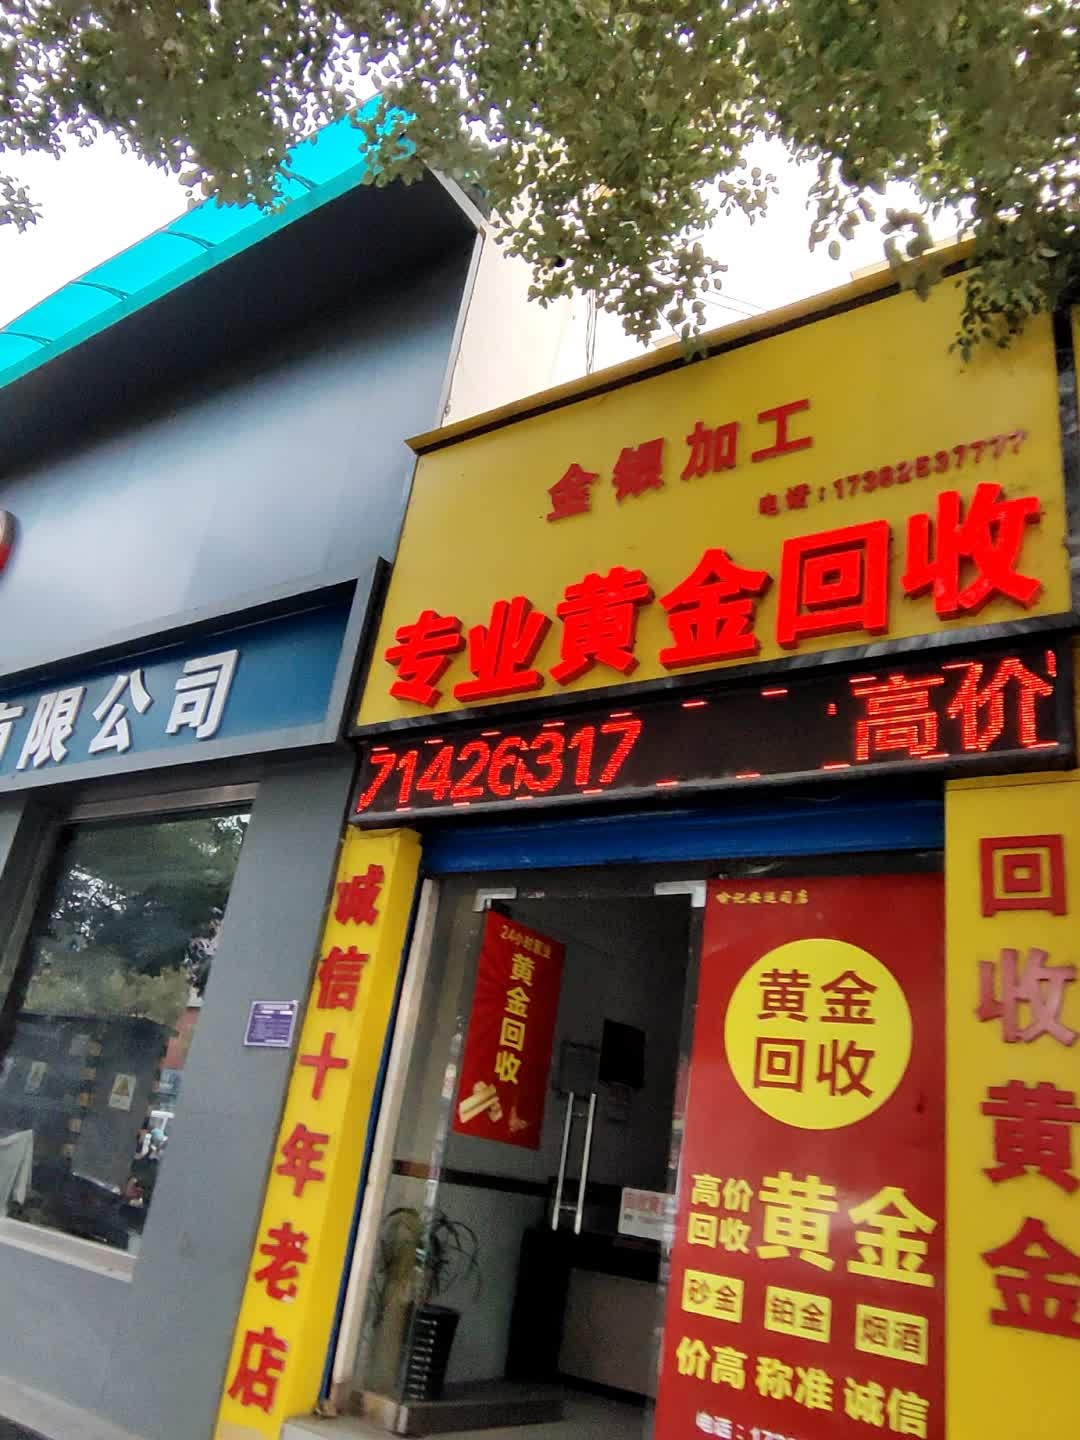 金银加工
电话:17382637777
专业黄金回收
71426317 高价
有限公司
诚信十年老店
24小时营业
黄金回收
黄金
回收
高价
回收
黄金
砂金 铂金 烟酒
价高 称准 诚信
电话:173
回收黄金